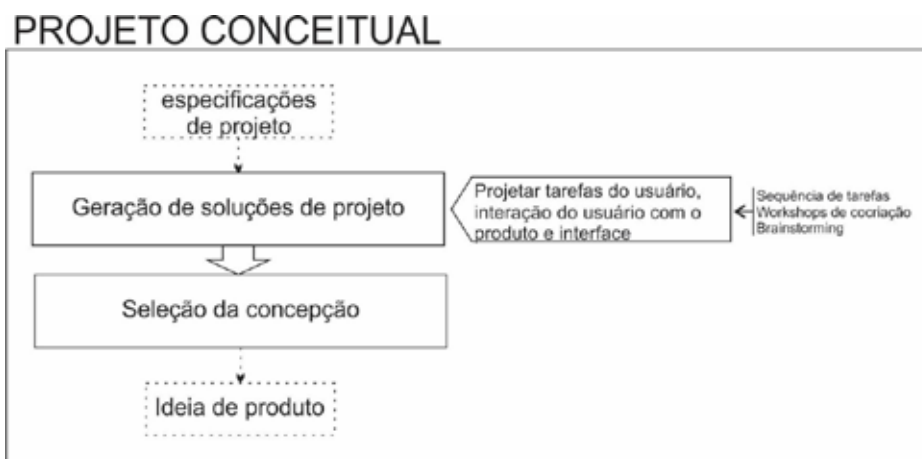 PROJETO CONCEITUAL
especificações
de projeto
Geração de soluções de projeto
Projetar tarefas do usuário,
interação do usuário com o
produto e interface
Sequência de tarefas
Workshops de cocriação
Brainstorming
Seleção da concepção
Ideia de produto